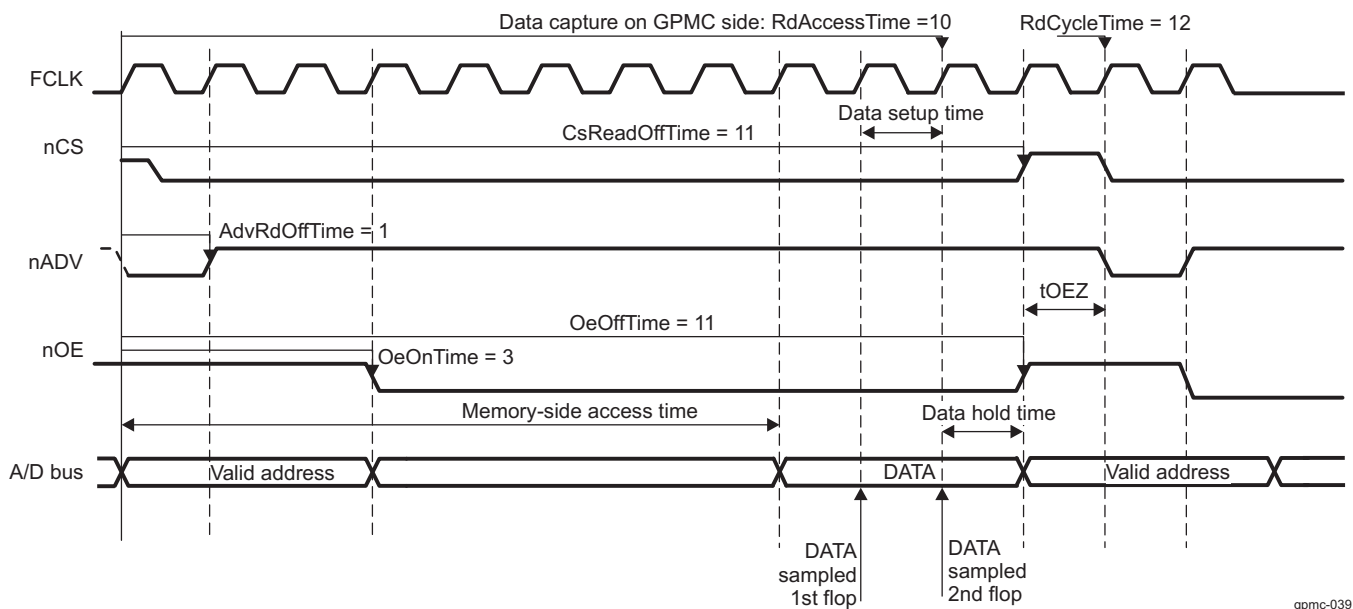 Data capture on GPMC side: RdAccessTime =10
RdCycleTime = 12
FCLK
Data setup time
CsReadOffTime = 11
nCS
AdvRdOffTime = 1
nADV
tOEZ
OeOffTime = 11
nOE
OeOnTime = 3
Memory-side access time
Data hold time
A/D bus
Valid address
DATA
Valid address
DATA
sampled
1st flop
DATA
sampled
2nd flop
gpmc-039